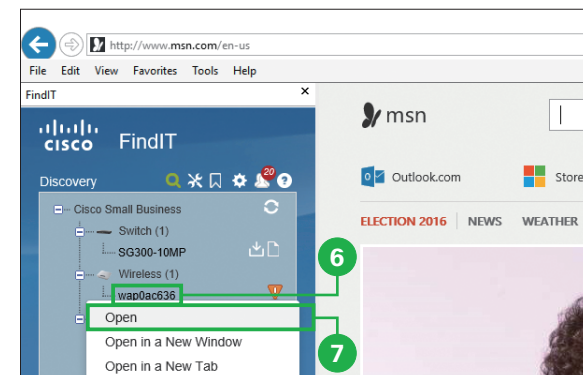 http://www.msn.com/en-us
File Edit View Favorites Tools Help
FindIT ×
cisco FindIT
Discovery 20 ?
Cisco Small Business
Switch (1)
SG300-10MP
Wireless (1)
wap0ac636
Open
Open in a New Window
Open in a New Tab
6
7
msn
Outlook.com Store
ELECTION 2016 NEWS WEATHER